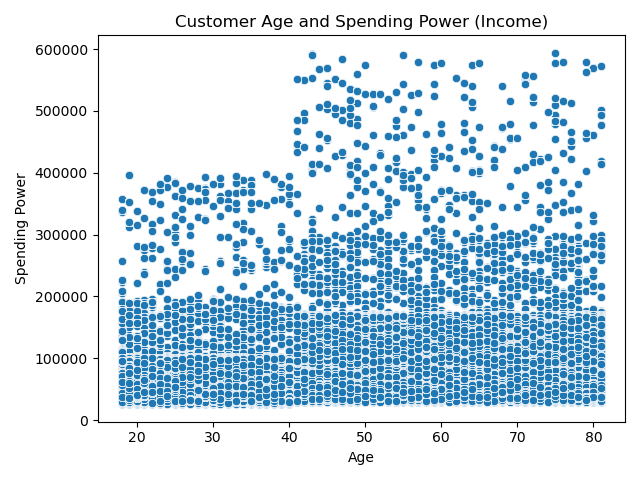 Customer Age and Spending Power (Income)
600000
500000
400000
300000
200000
100000
0
Spending Power
20 30 40 50 60 70 80
Age